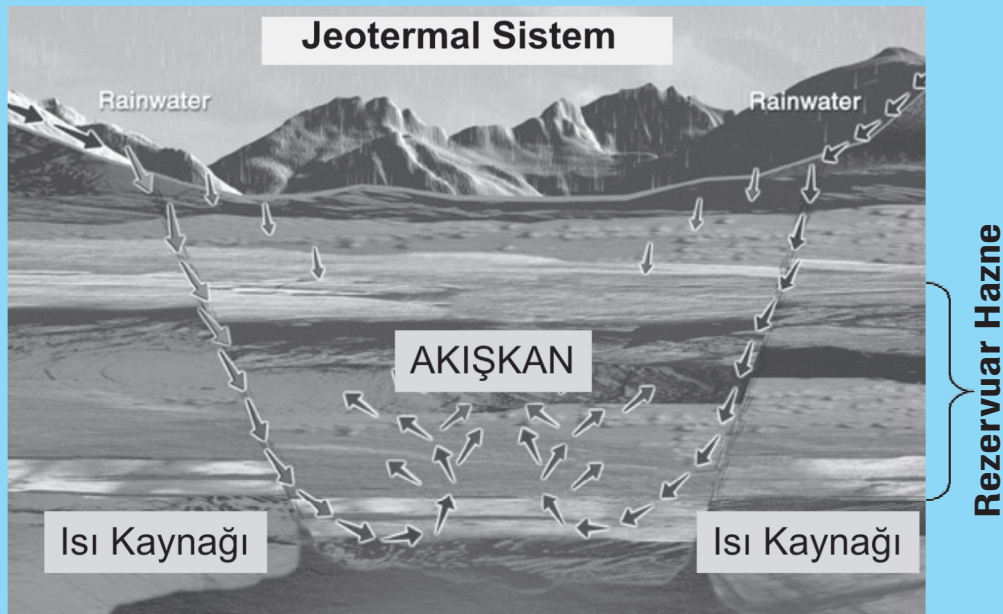 Jeotermal Sistem
Rainwater
Rainwater
AKIŞKAN
Isı Kaynağı
Isı Kaynağı
Rezervuar Hazne